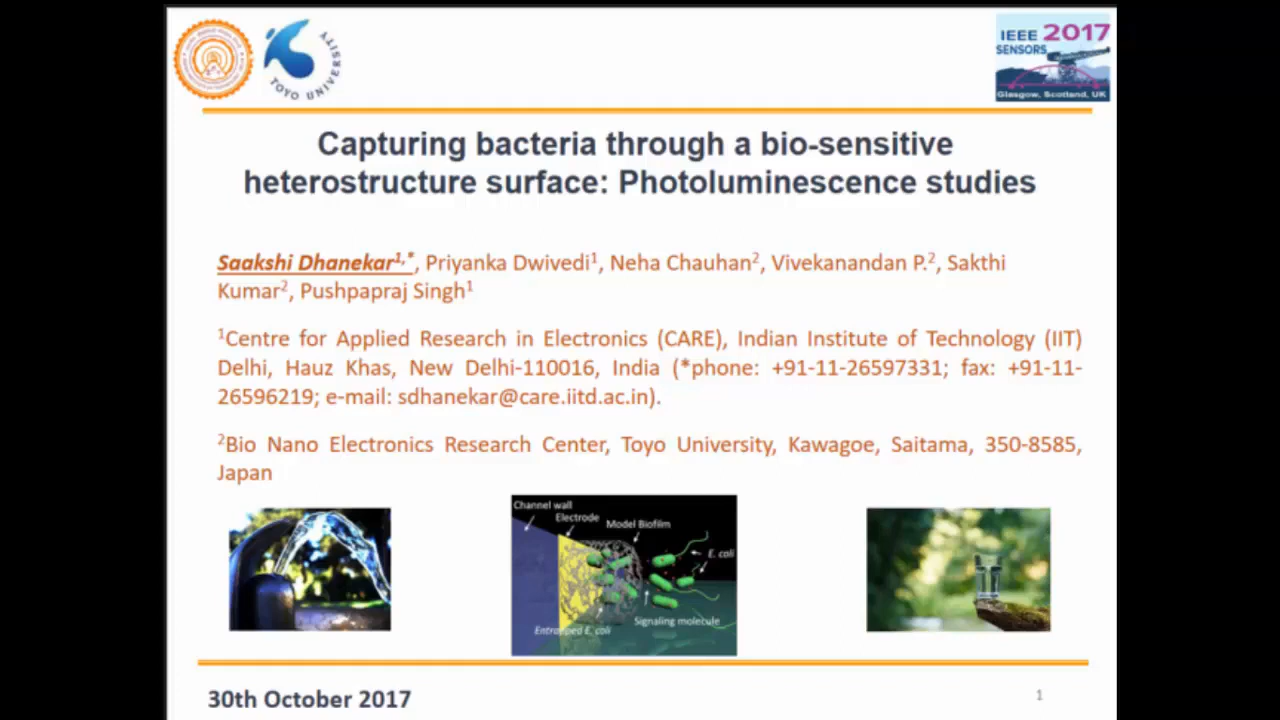 TOYO UNIVERSITY
IEEE 2017
SENSORS
Glasgow, Scotland, UK
Capturing bacteria through a bio-sensitive
heterostructure surface: Photoluminescence studies
Saakshi Dhanekar1,*, Priyanka Dwivedi1, Neha Chauhan2, Vivekanandan P.2, Sakthi
Kumar2, Pushpapraj Singh1
1Centre for Applied Research in Electronics (CARE), Indian Institute of Technology (IIT)
Delhi, Hauz Khas, New Delhi-110016, India (*phone: +91-11-26597331; fax: +91-11-
26596219; e-mail: sdhanekar@care.iitd.ac.in).
2Bio Nano Electronics Research Center, Toyo University, Kawagoe, Saitama, 350-8585,
Japan
Channel wall
Electrode
Model Biofilm
E. coli
Signaling molecule
Entrapped E. coli
30th October 2017
1